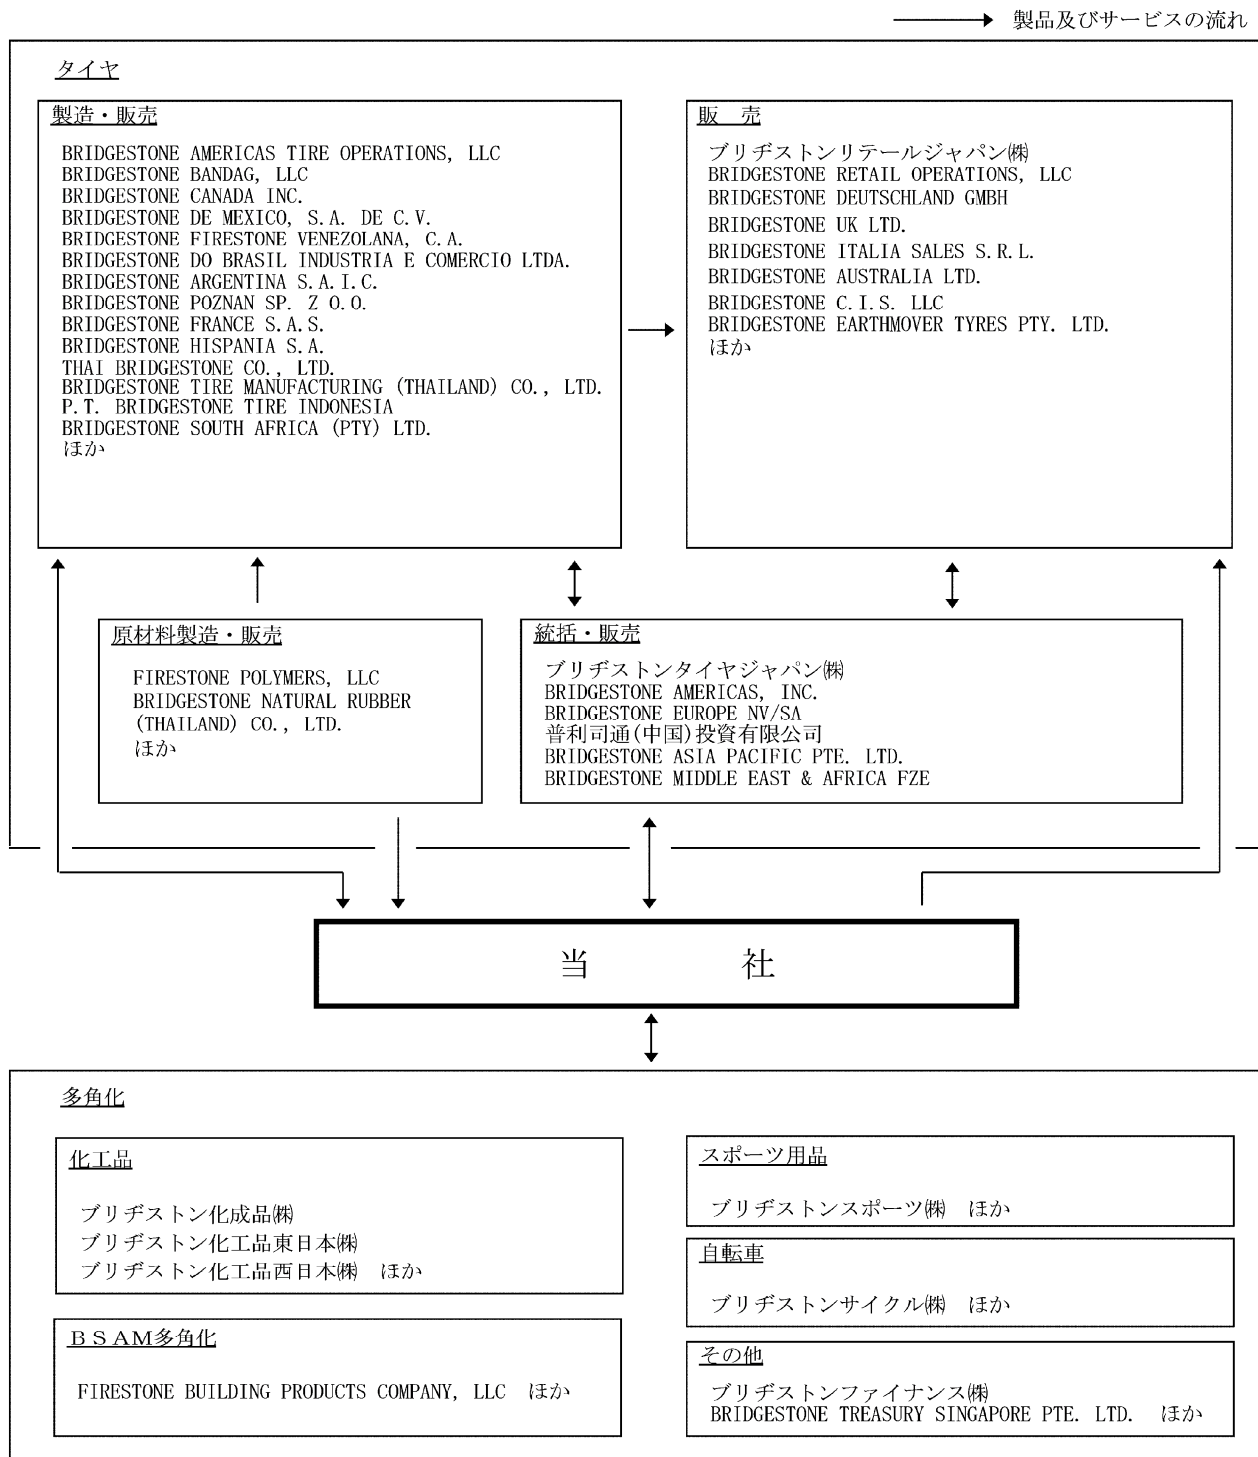 製品及びサービスの流れ
タイヤ
製造・販売
BRIDGESTONE AMERICAS TIRE OPERATIONS, LLC
BRIDGESTONE BANDAG, LLC
BRIDGESTONE CANADA INC.
BRIDGESTONE DE MEXICO, S.A. DE C.V.
BRIDGESTONE FIRESTONE VENEZOLANA, C.A.
BRIDGESTONE DO BRASIL INDUSTRIA E COMERCIO LTDA.
BRIDGESTONE ARGENTINA S.A.I.C.
BRIDGESTONE POZNAN SP. Z O.O.
BRIDGESTONE FRANCE S.A.S.
BRIDGESTONE HISPANIA S.A.
THAI BRIDGESTONE CO., LTD.
BRIDGESTONE TIRE MANUFACTURING (THAILAND) CO., LTD.
P.T. BRIDGESTONE TIRE INDONESIA
BRIDGESTONE SOUTH AFRICA (PTY) LTD.
ほか
販　売
ブリヂストンリテールジャパン㈱
BRIDGESTONE RETAIL OPERATIONS, LLC
BRIDGESTONE DEUTSCHLAND GMBH
BRIDGESTONE UK LTD.
BRIDGESTONE ITALIA SALES S.R.L.
BRIDGESTONE AUSTRALIA LTD.
BRIDGESTONE C.I.S. LLC
BRIDGESTONE EARTHMOVER TYRES PTY. LTD.
ほか
原材料製造・販売
FIRESTONE POLYMERS, LLC
BRIDGESTONE NATURAL RUBBER
(THAILAND) CO., LTD.
ほか
統括・販売
ブリヂストンタイヤジャパン㈱
BRIDGESTONE AMERICAS, INC.
BRIDGESTONE EUROPE NV/SA
普利司通(中国)投資有限公司
BRIDGESTONE ASIA PACIFIC PTE. LTD.
BRIDGESTONE MIDDLE EAST & AFRICA FZE
当　社
多角化
化工品
ブリヂストン化成品㈱
ブリヂストン化工品東日本㈱
ブリヂストン化工品西日本㈱　ほか
ＢＳＡＭ多角化
FIRESTONE BUILDING PRODUCTS COMPANY, LLC　ほか
スポーツ用品
ブリヂストンスポーツ㈱　ほか
自転車
ブリヂストンサイクル㈱　ほか
その他
ブリヂストンファイナンス㈱
BRIDGESTONE TREASURY SINGAPORE PTE. LTD.　ほか